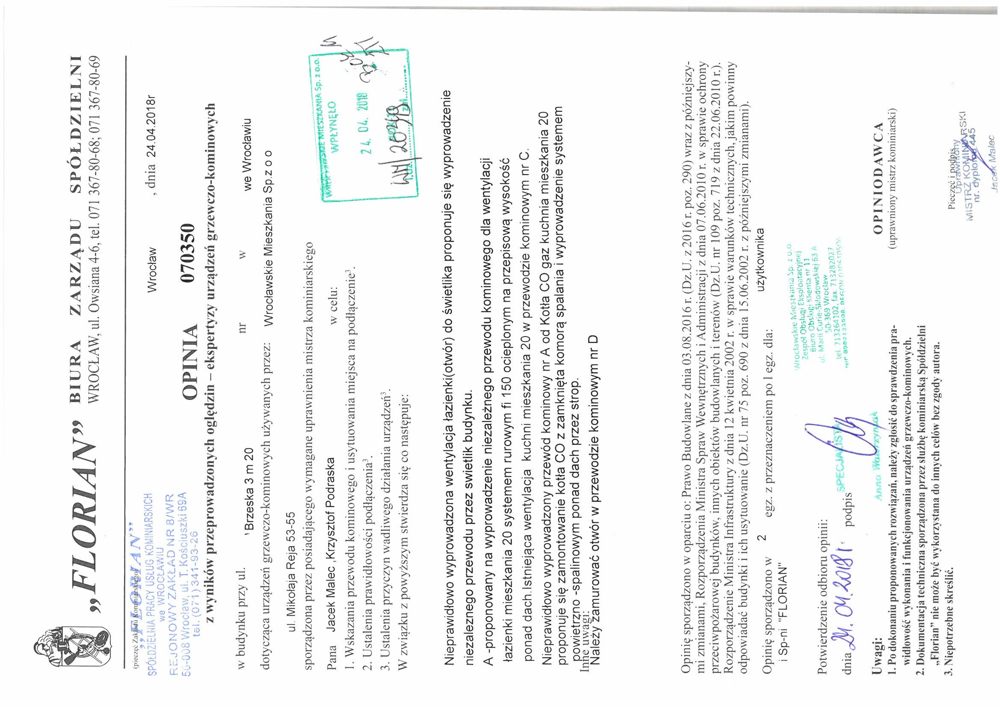 „FLORIAN” BIURA ZARZĄDU SPÓŁDZIELNI
WROCŁAW, ul. Owsiana 4-6, tel. 071 367-80-68; 071 367-80-69
(pieczęć Zakładu Kominiarskiego)
„FLORIAN”
SPÓŁDZIELNIA PRACY USŁUG KOMINIARSKICH
we WROCŁAWIU
REJONOWY ZAKŁAD NR 8/WR
50-008 Wrocław, ul. T. Kościuszki 69A
tel. (071) 341-93-26
Wrocław , dnia 24.04.2018r
OPINIA 070350
z wyników przeprowadzonych oględzin – ekspertyzy urządzeń grzewczo-kominowych
w budynku przy ul. ' Brzeska 3 m 20 nr w we Wrocławiu
dotycząca urządzeń grzewczo-kominowych używanych przez: Wrocławskie Mieszkania Sp.z o o
ul. Mikołaja Reja 53-55
sporządzona przez posiadającego wymagane uprawnienia mistrza kominiarskiego
Pana Jacek Malec , Krzysztof Podraska w celu:
1. Wskazania przewodu kominowego i usytuowania miejsca na podłączenie³.
2. Ustalenia prawidłowości podłączenia³.
3. Ustalenia przyczyn wadliwego działania urządzeń³.
W związku z powyższym stwierdza się co następuje:
WROCŁAWSKIE MIESZKANIA Sp. z o.o.
WPŁYNĘŁO
24. 04. 2018
Nieprawidłowo wyprowadzona wentylacja łazienki(otwór) do świetlika proponuje się wyprowadzenie
niezaleznego przewodu przez swietlik budynku.
A -proponowany na wyprowadzenie niezależnego przewodu kominowego dla wentylacji
łazienki mieszkania 20 systemem rurowym fi 150 ocieplonym na przepisową wysokość
ponad dach.Istniejąca wentylacja kuchni mieszkania 20 w przewodzie kominowym nr C.
Nieprawidłowo wyprowadzony przewód kominowy nr A od Kotła CO gaz kuchnia mieszkania 20
proponuje się zamontowanie kotła CO z zamknięta komorą spalania i wyprowadzenie systemem
powietrzno -spalinowym ponad dach przez strop.
Inne uwagi:
Należy zamurować otwór w przewodzie kominowym nr D
Opinię sporządzono w oparciu o: Prawo Budowlane z dnia 03.08.2016 r. (Dz.U. z 2016 r. poz. 290) wraz z późniejszy-
mi zmianami, Rozporządzenia Ministra Spraw Wewnętrznych i Administracji z dnia 07.06.2010 r. w sprawie ochrony
przeciwpożarowej budynków, innych obiektów budowlanych i terenów (Dz.U. nr 109 poz. 719 z dnia 22.06.2010 r.).
Rozporządzenie Ministra Infrastruktury z dnia 12 kwietnia 2002 r. w sprawie warunków technicznych, jakim powinny
odpowiadać budynki i ich usytuowanie (Dz.U. nr 75 poz. 690 z dnia 15.06.2002 r. z późniejszymi zmianami).
Opinię sporządzono w 2 egz. z przeznaczeniem po 1 egz. dla: użytkownika
i Sp-ni "FLORIAN"
Wrocławskie Mieszkania Sp. z o.o.
Zespół Obsługi Eksploatacyjnej
Biuro Obsługi Klienta nr 11
ul. Marii Curie-Skłodowskiej 63 A
50-369 Wrocław
tel. 713264102, fax. 713282027
Potwierdzenie odbioru opinii:
dnia 24.04.2018r. podpis
SPECJALISTA
Anna Wawrzyniak
OPINIODAWCA
(uprawniony mistrz kominiarski)
Uwagi:
1. Po dokonaniu proponowanych rozwiązań, należy zgłosić do sprawdzenia pra-
widłowość wykonania i funkcjonowania urządzeń grzewczo-kominowych.
2. Dokumentacja techniczna sporządzona przez służbę kominiarską Spółdzielni
„Florian” nie może być wykorzystana do innych celów bez zgody autora.
3. Niepotrzebne skreślić.
Pieczęć i podpis
Uprawniony
MISTRZ KOMINIARSKI
nr. dyplomu 445
Jacek Malec